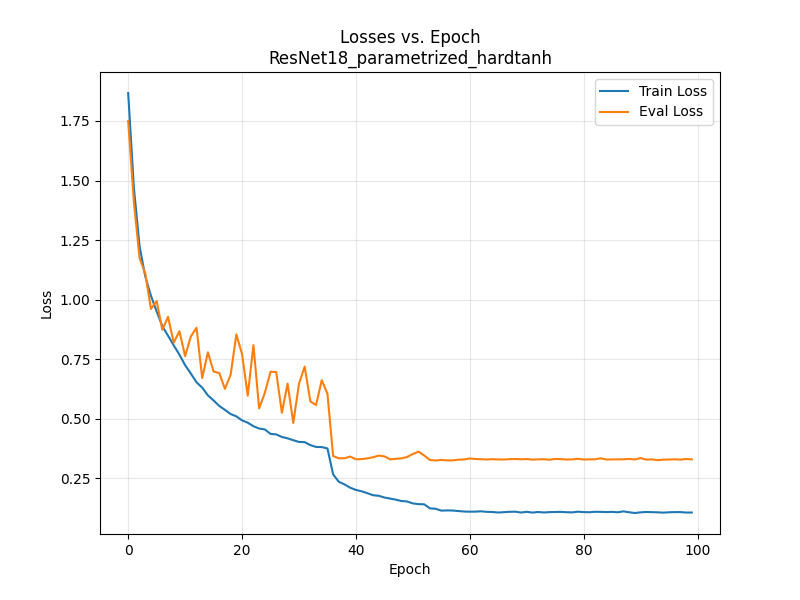 Losses vs. Epoch
ResNet18_parametrized_hardtanh
Train Loss
Eval Loss
1.75
1.50
1.25
1.00
0.75
0.50
0.25
Loss
0 20 40 60 80 100
Epoch